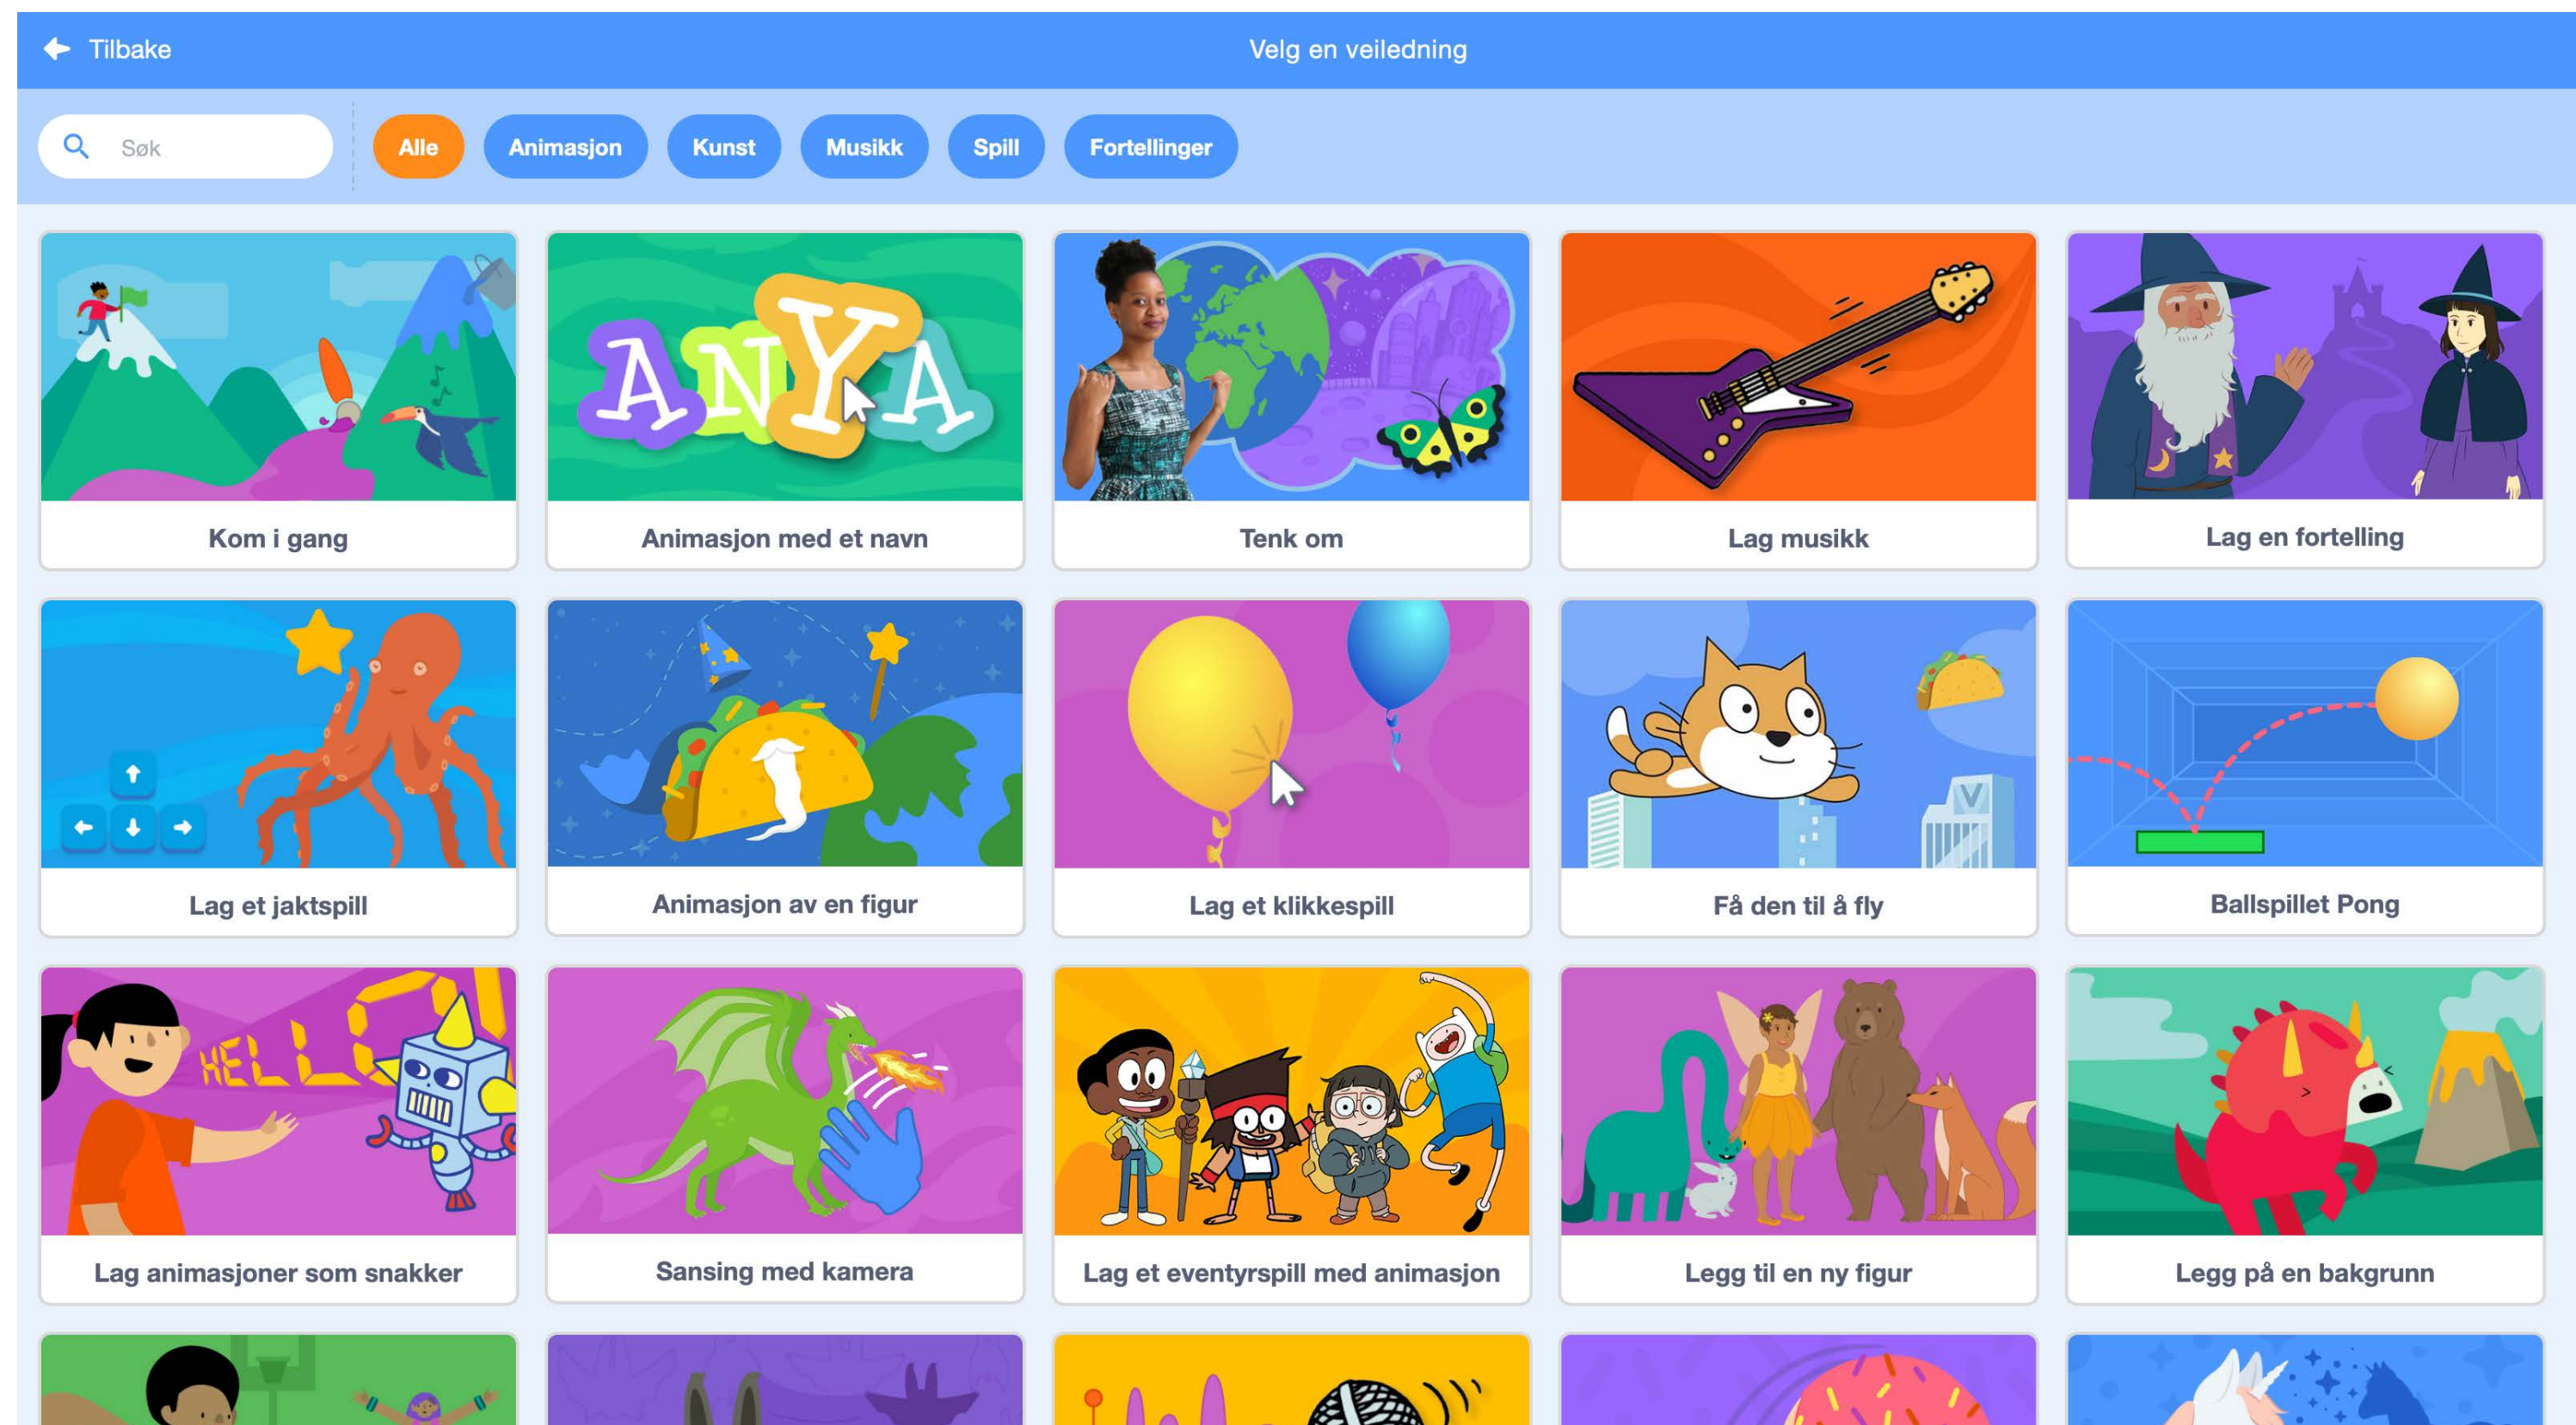 Tilbake
Velg en veiledning
Søk
Alle
Animasjon
Kunst
Musikk
Spill
Fortellinger
ANYA
Kom i gang
Animasjon med et navn
Tenk om
Lag musikk
Lag en fortelling
Lag et jaktspill
Animasjon av en figur
Lag et klikkespill
Få den til å fly
Ballspillet Pong
HELLO
Lag animasjoner som snakker
Sansing med kamera
Lag et eventyrspill med animasjon
Legg til en ny figur
Legg på en bakgrunn